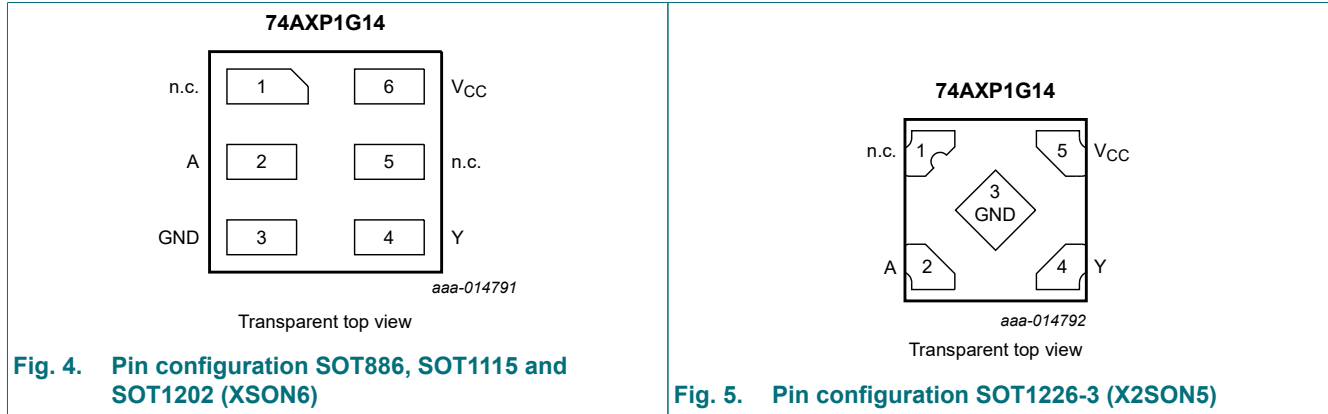 74AXP1G14
n.c. 1 6 VCC
A 2 5 n.c.
GND 3 4 Y
aaa-014791
Transparent top view
Fig. 4. Pin configuration SOT886, SOT1115 and
SOT1202 (XSON6)
74AXP1G14
n.c. 1 5 VCC
3
GND
A 2 4 Y
aaa-014792
Transparent top view
Fig. 5. Pin configuration SOT1226-3 (X2SON5)